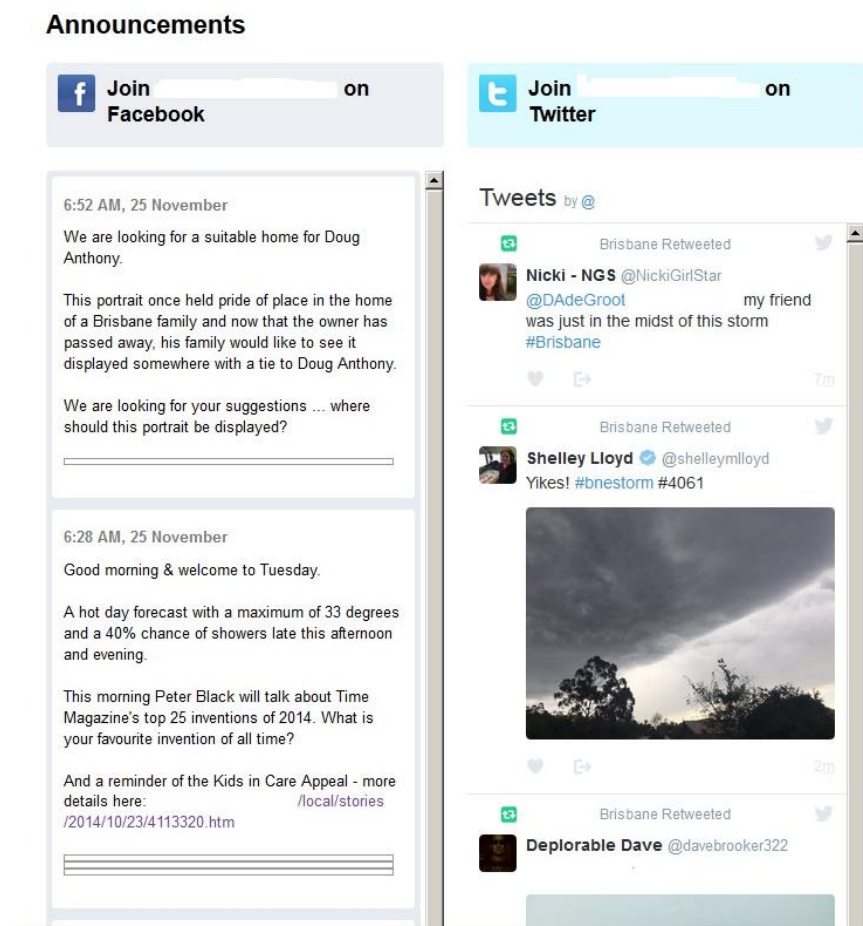 Announcements
Join on
Facebook
6:52 AM, 25 November
We are looking for a suitable home for Doug
Anthony.
This portrait once held pride of place in the home
of a Brisbane family and now that the owner has
passed away, his family would like to see it
displayed somewhere with a tie to Doug Anthony.
We are looking for your suggestions ... where
should this portrait be displayed?
6:28 AM, 25 November
Good morning & welcome to Tuesday.
A hot day forecast with a maximum of 33 degrees
and a 40% chance of showers late this afternoon
and evening.
This morning Peter Black will talk about Time
Magazine's top 25 inventions of 2014. What is
your favourite invention of all time?
And a reminder of the Kids in Care Appeal - more
details here: /local/stories
/2014/10/23/4113320.htm
Join on
Twitter
Tweets by @
Brisbane Retweeted
Nicki - NGS @NickiGirlStar
@DAdeGroot my friend
was just in the midst of this storm
#Brisbane
7m
Brisbane Retweeted
Shelley Lloyd @shelleymlloyd
Yikes! #bnestorm #4061
2m
Brisbane Retweeted
Deplorable Dave @davebrooker322